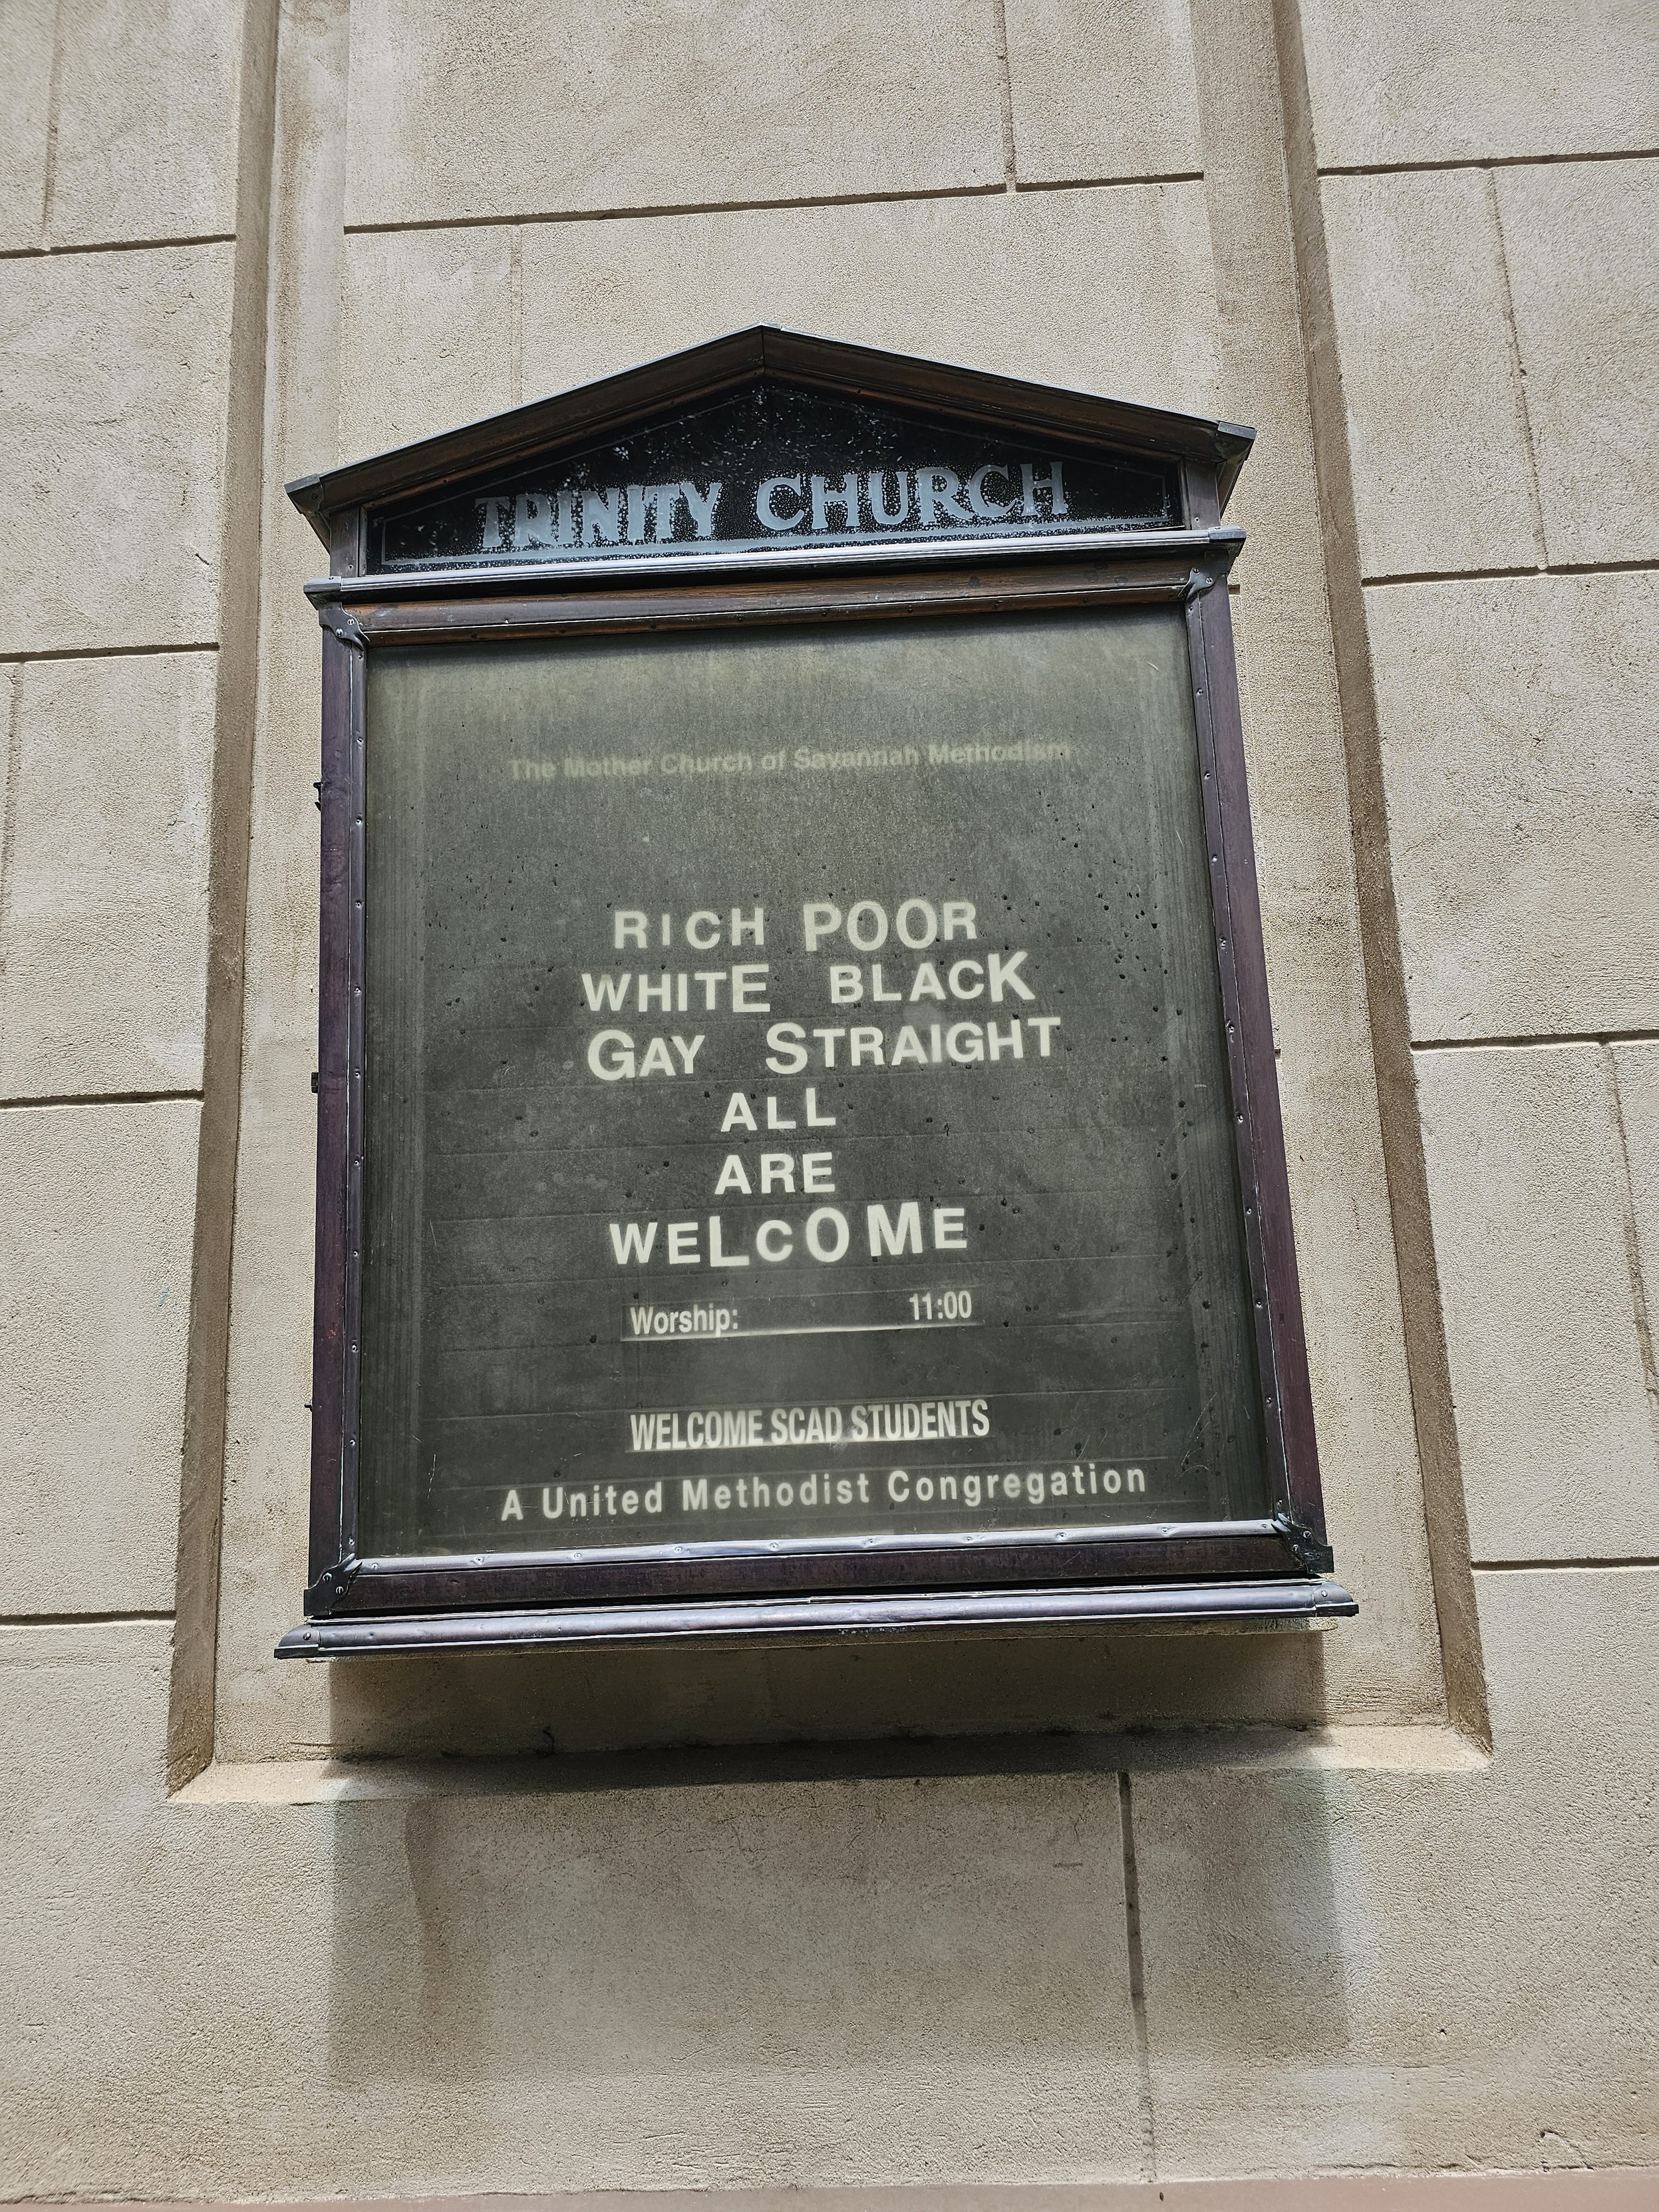 TRINITY CHURCH
The Mother Church of Savannah Methodism
RICH POOR
WHITE BLACK
GAY STRAIGHT
ALL
ARE
WELCOME
Worship: 11:00
WELCOME SCAD STUDENTS
A United Methodist Congregation